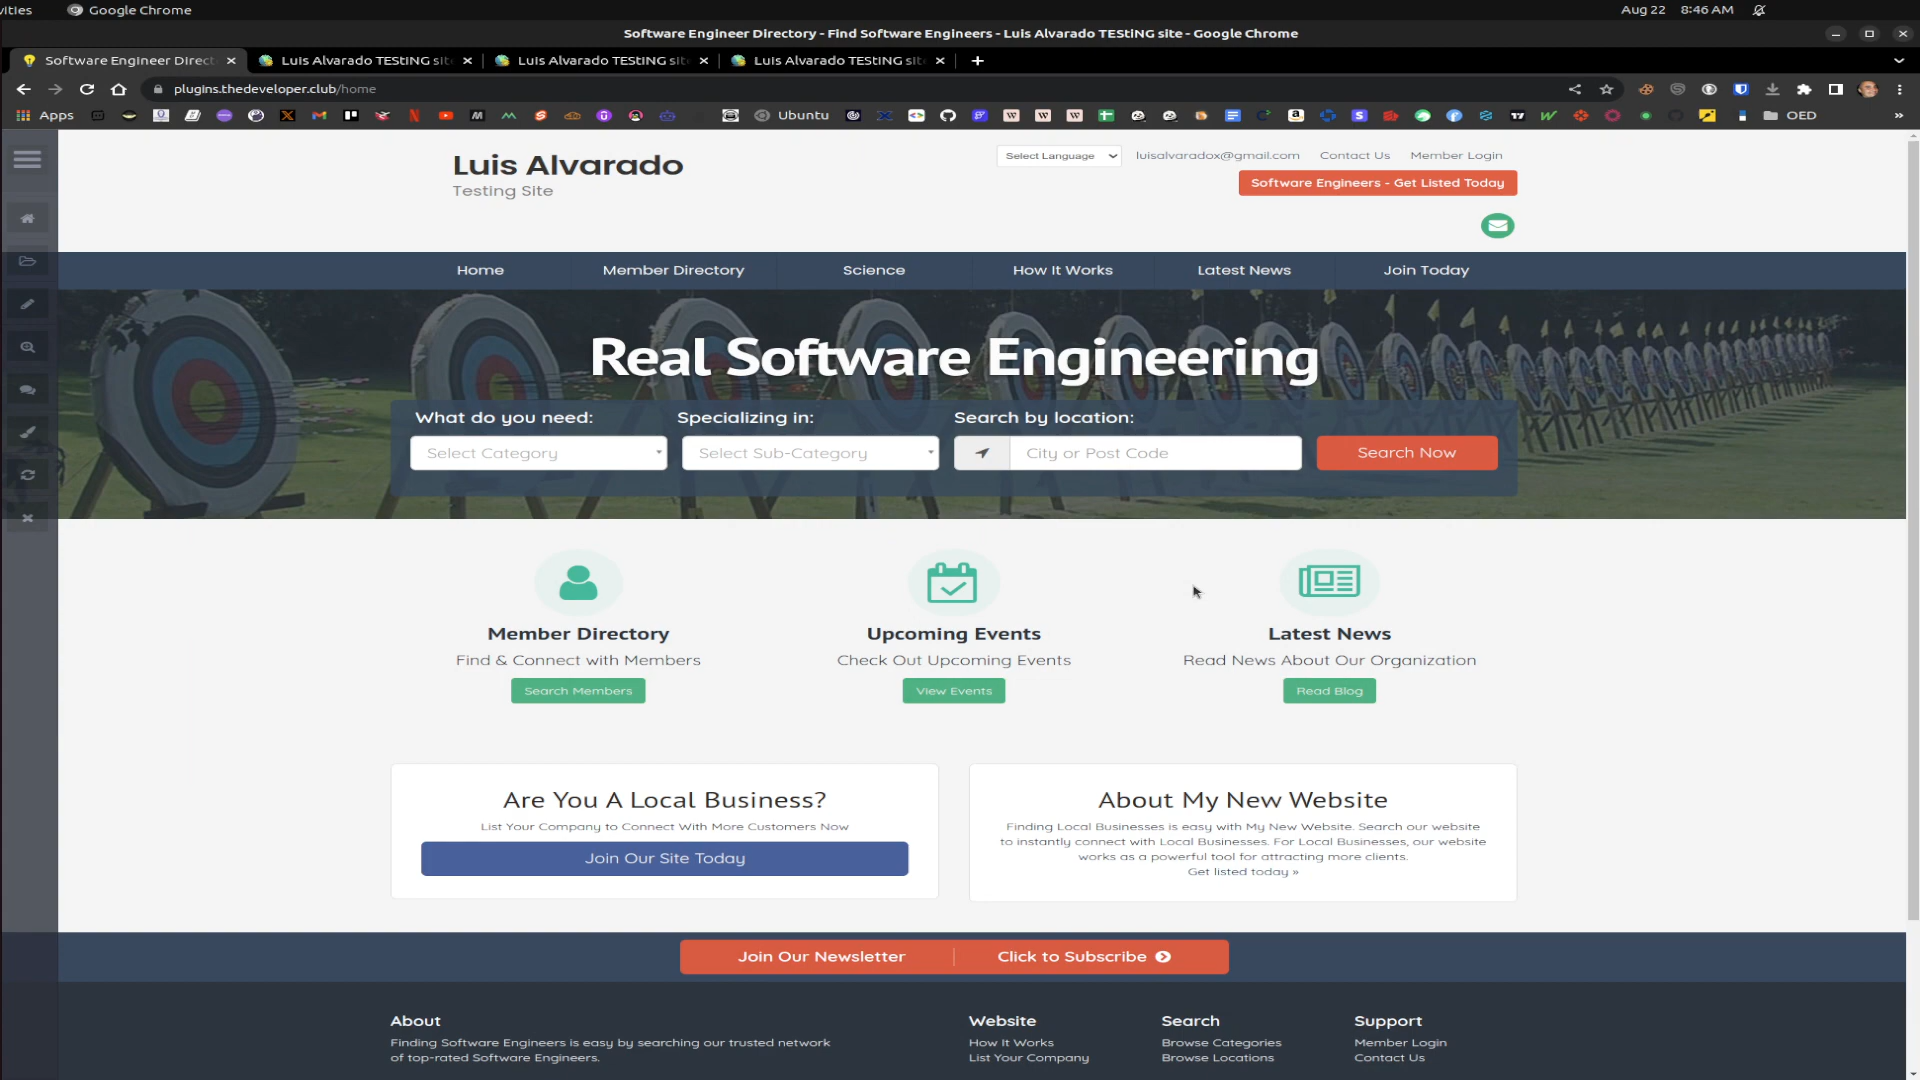 vities
Google Chrome
Aug 22 8:46 AM
Software Engineer Directory - Find Software Engineers - Luis Alvarado TEStING site - Google Chrome
Software Engineer Direct
Luis Alvarado TEStING sit
Luis Alvarado TEStING sit
Luis Alvarado TEStING sit
plugins.thedeveloper.club/home
Apps
Ubuntu
OED
Luis Alvarado
Testing Site
Select Language
luisalvaradox@gmail.com
Contact Us
Member Login
Software Engineers - Get Listed Today
Home
Member Directory
Science
How It Works
Latest News
Join Today
Real Software Engineering
What do you need:
Specializing in:
Search by location:
Select Category
Select Sub-Category
City or Post Code
Search Now
Member Directory
Find & Connect with Members
Search Members
Upcoming Events
Check Out Upcoming Events
View Events
Latest News
Read News About Our Organization
Read Blog
Are You A Local Business?
List Your Company to Connect With More Customers Now
Join Our Site Today
About My New Website
Finding Local Businesses is easy with My New Website. Search our website
to instantly connect with Local Businesses. For Local Businesses, our website
works as a powerful tool for attracting more clients.
Get listed today »
Join Our Newsletter
Click to Subscribe
About
Finding Software Engineers is easy by searching our trusted network
of top-rated Software Engineers.
Website
How It Works
List Your Company
Search
Browse Categories
Browse Locations
Support
Member Login
Contact Us